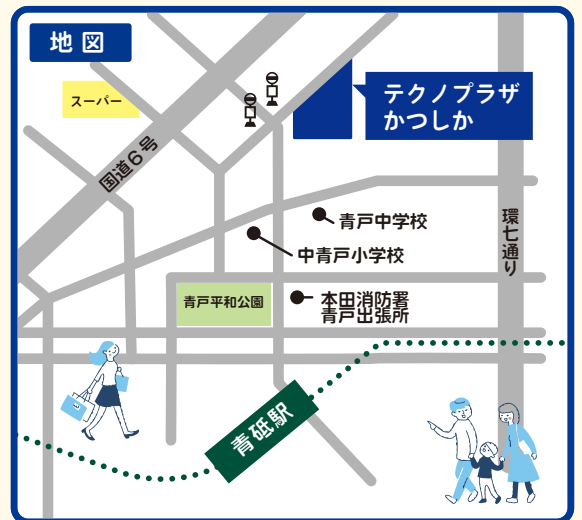 地図
スーパー
テクノプラザ
かつしか
国道6号
環七通り
青戸中学校
中青戸小学校
青戸平和公園
本田消防署
青戸出張所
青砥駅